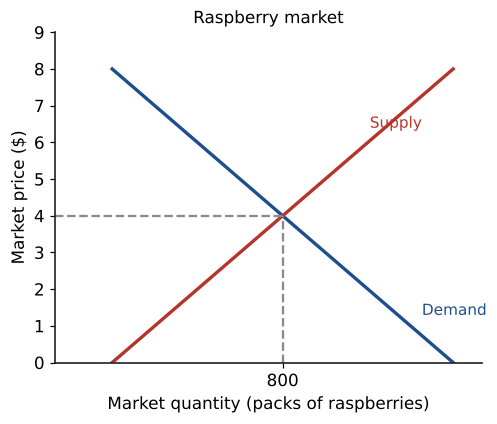 Raspberry market
9
8
7
6
5
4
3
2
1
0
Market price ($)
Supply
Demand
800
Market quantity (packs of raspberries)